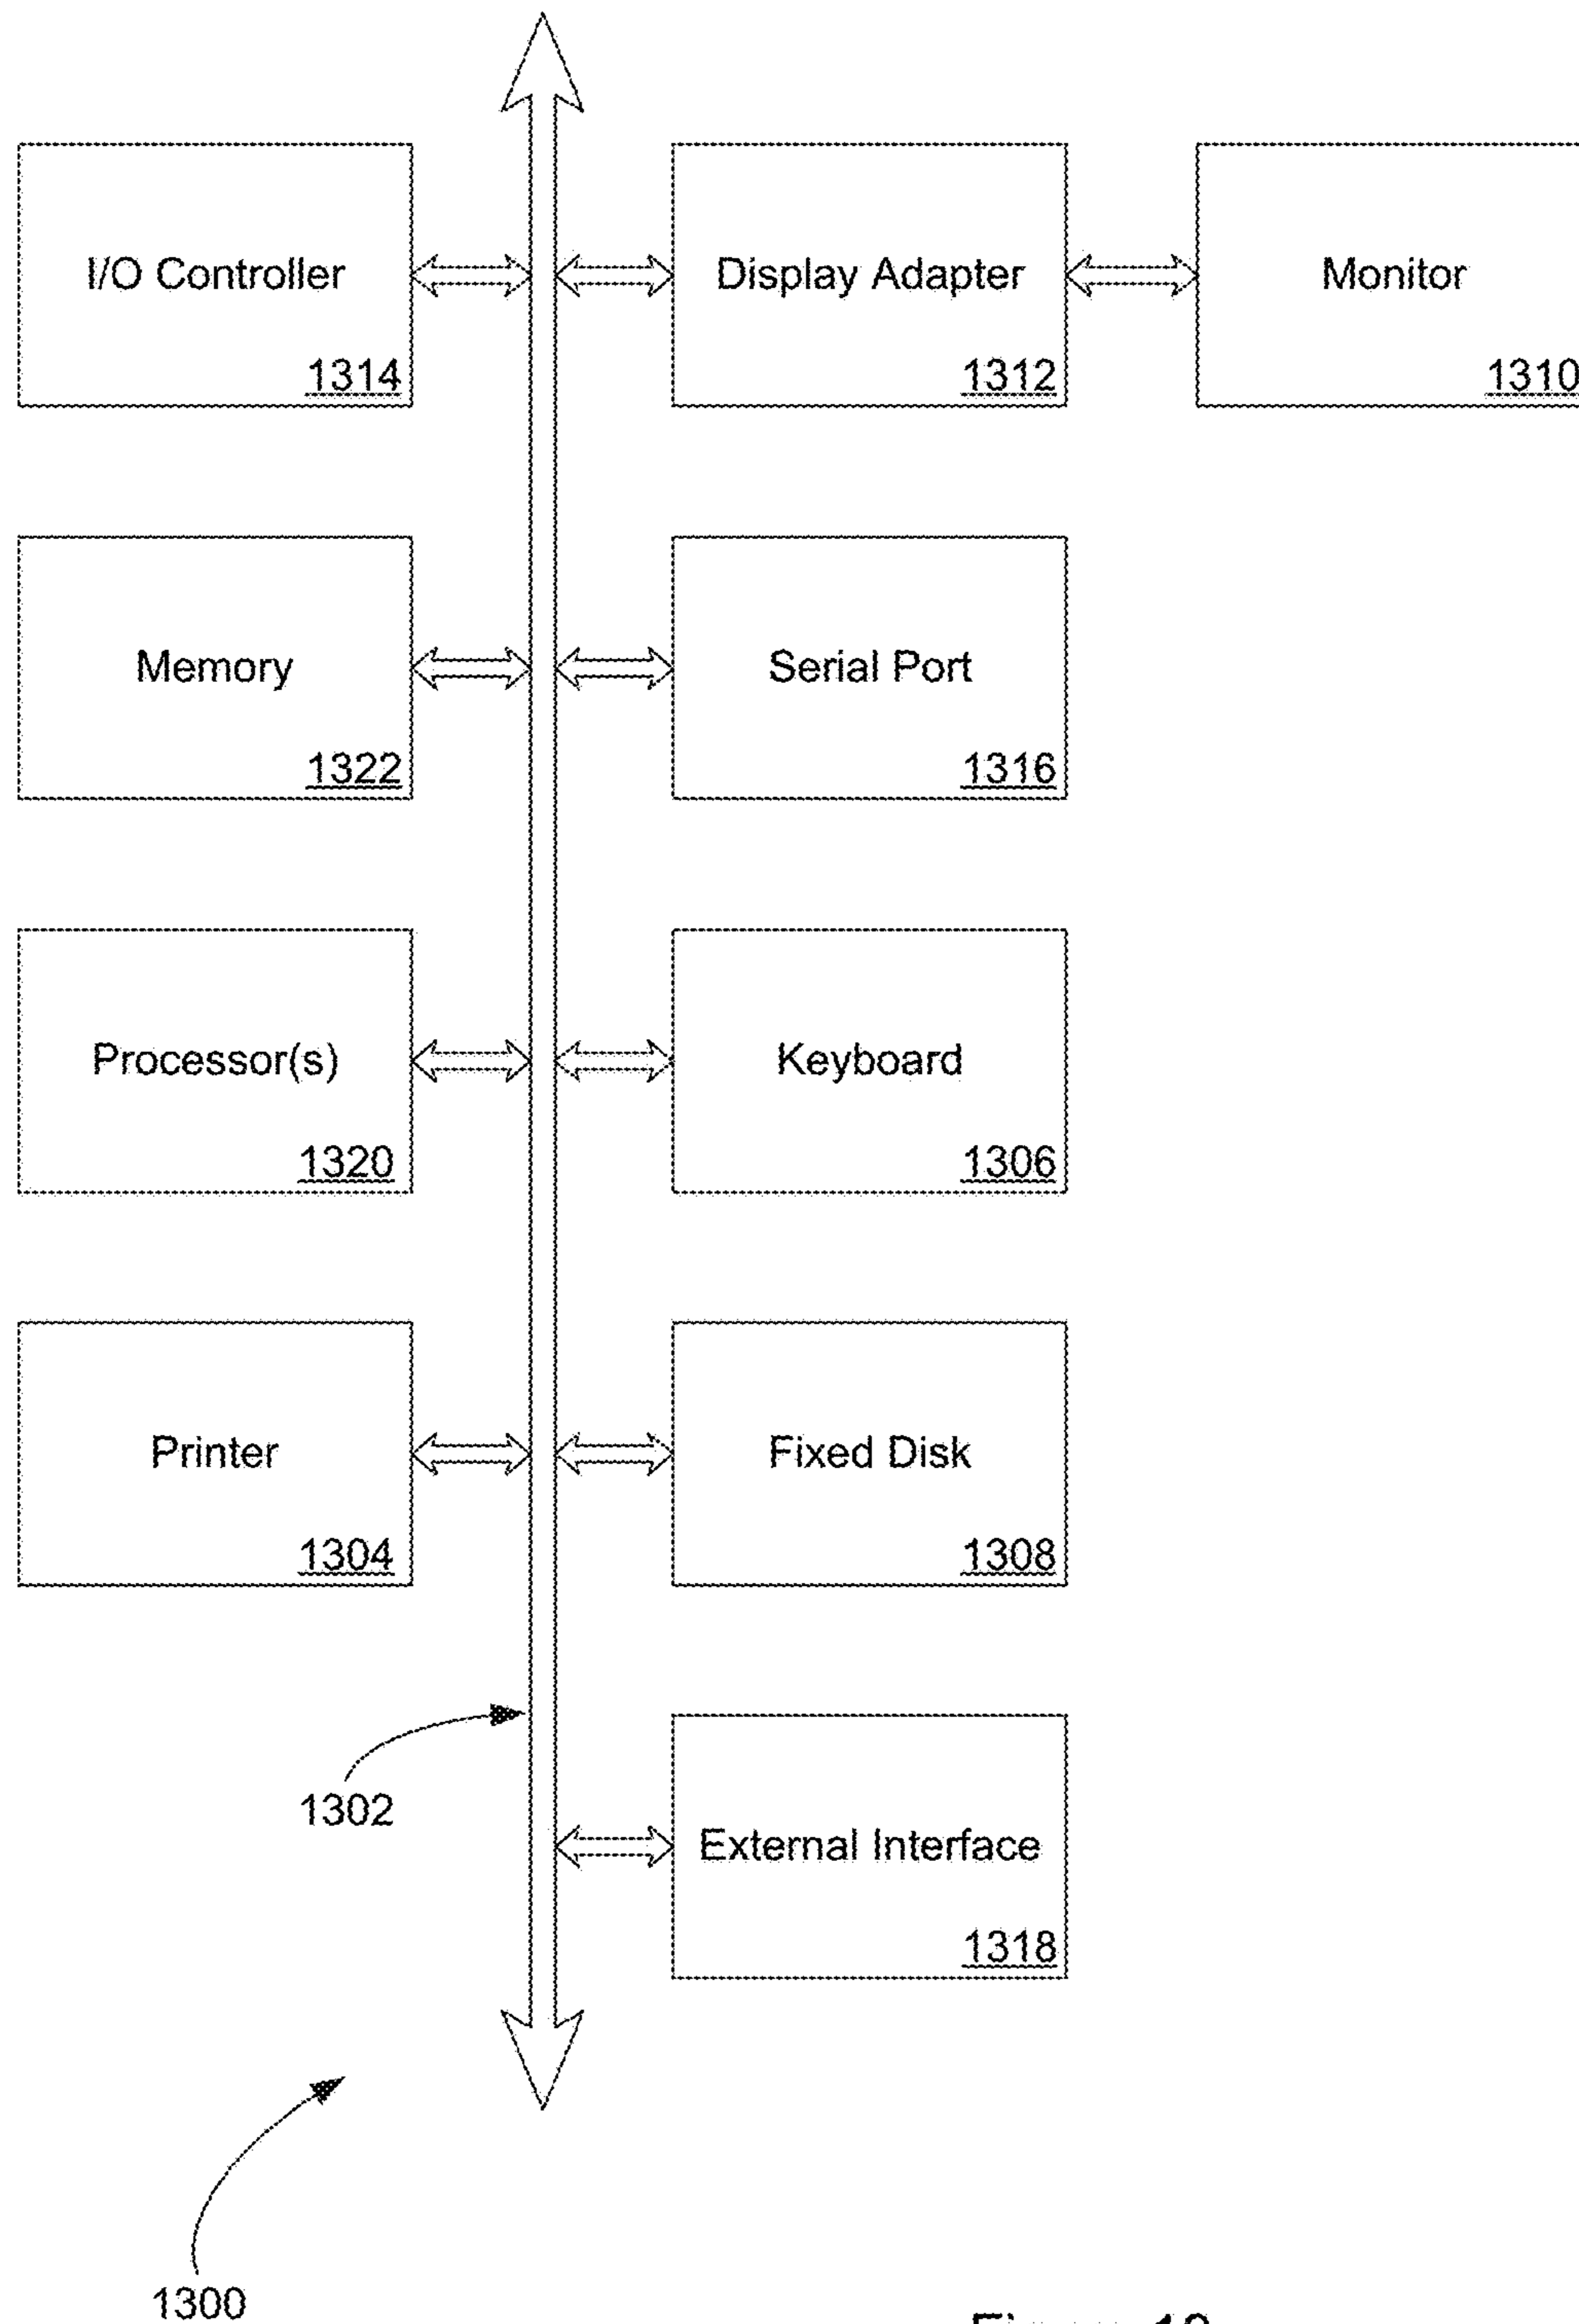 I/O Controller
1314
Display Adapter
1312
Monitor
1310
Memory
1322
Serial Port
1316
Processor(s)
1320
Keyboard
1306
Printer
1304
Fixed Disk
1308
1302
External Interface
1318
1300